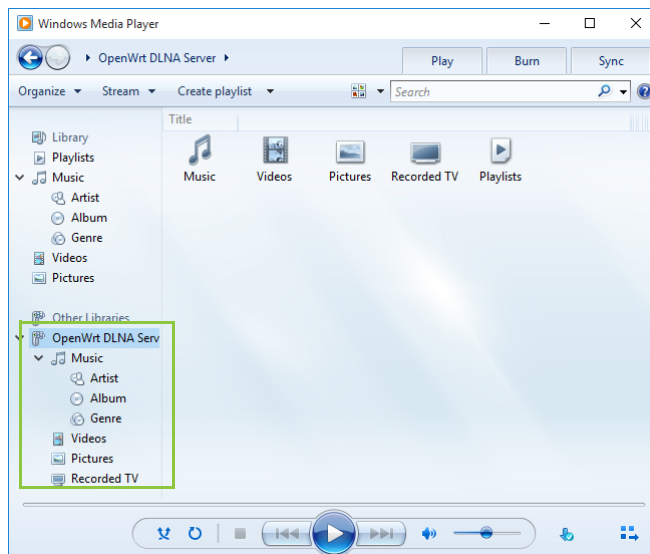 Windows Media Player
OpenWrt DLNA Server
Play Burn Sync
Organize Stream Create playlist Search
Title
Library
Playlists
Music
Artist
Album
Genre
Videos
Pictures
Music Videos Pictures Recorded TV Playlists
Other Libraries
OpenWrt DLNA Serv
Music
Artist
Album
Genre
Videos
Pictures
Recorded TV